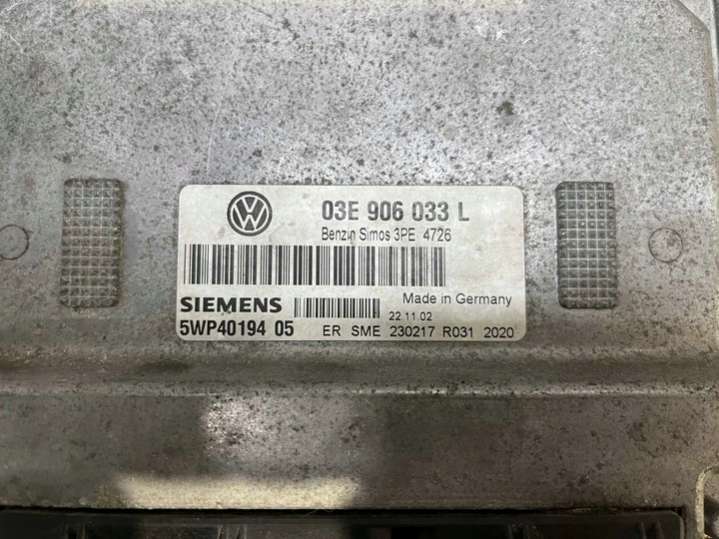 03E 906 033 L
Benzin Simos 3PE 4726
SIEMENS
Made in Germany
22.11.02
5WP40194 05 ER SME 230217 R031 2020